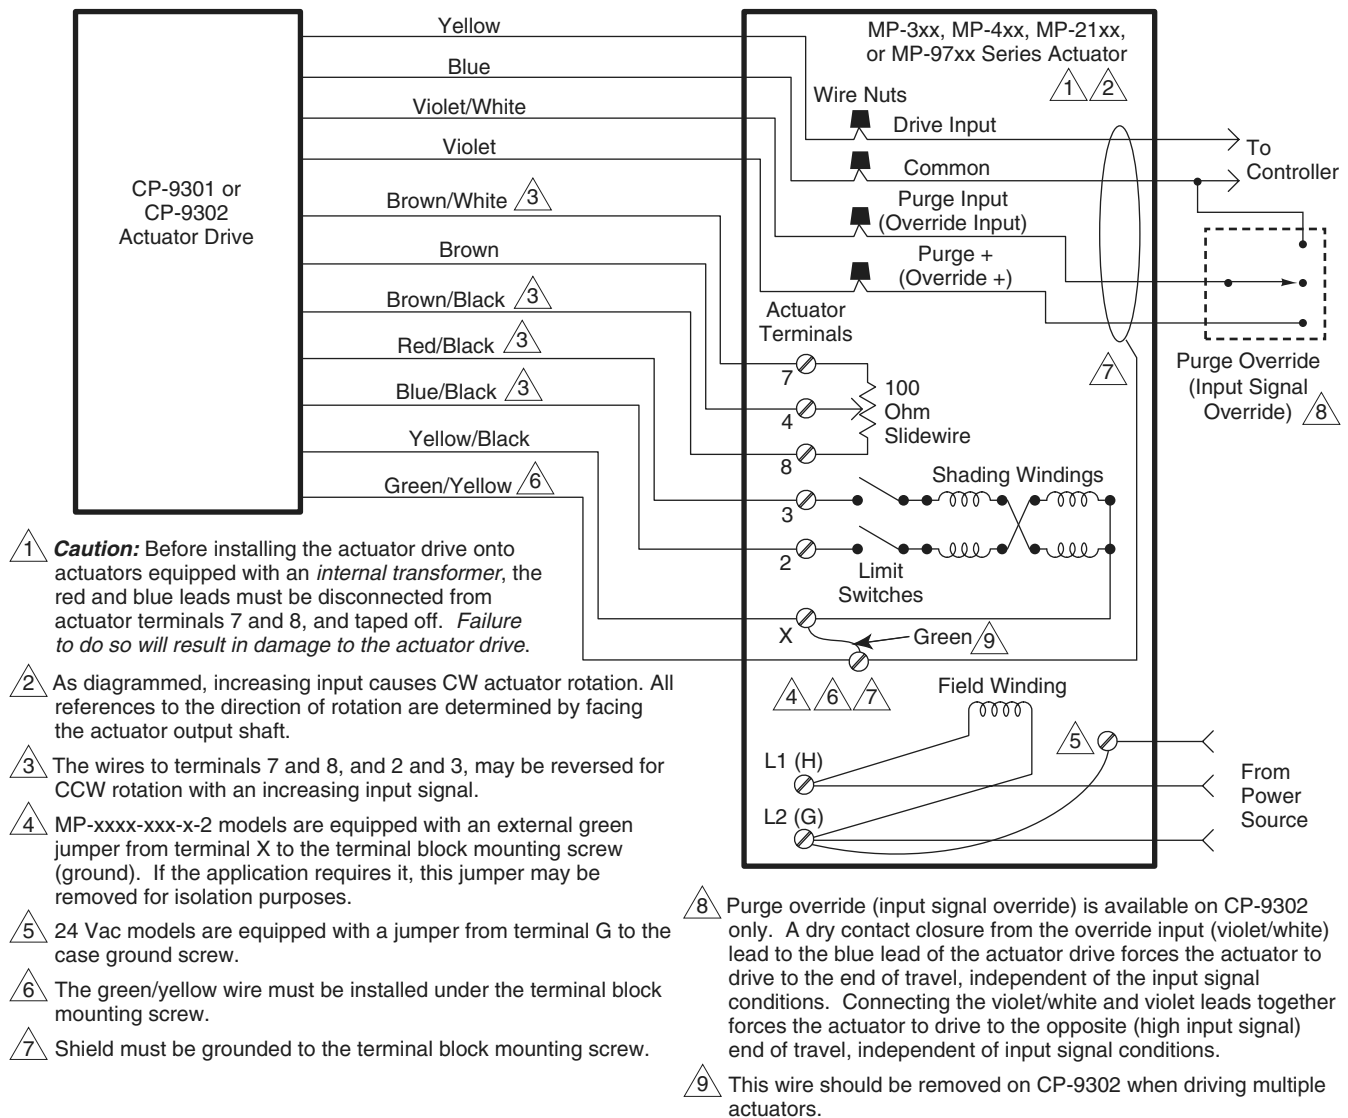 Yellow
Blue
Violet/White
Violet
Brown/White 3
Brown
Brown/Black 3
Red/Black 3
Blue/Black 3
Yellow/Black
Green/Yellow 6
CP-9301 or
CP-9302
Actuator Drive
MP-3xx, MP-4xx, MP-21xx,
or MP-97xx Series Actuator
1 2
Wire Nuts
Drive Input
Common
Purge Input
(Override Input)
Purge +
(Override +)
To
Controller
Actuator
Terminals
7
4
8
3
2
X
100
Ohm
Slidewire
7
Purge Override
(Input Signal
Override) 8
Shading Windings
Limit
Switches
Green 9
4 6 7
Field Winding
5
L1 (H)
L2 (G)
From
Power
Source
1 Caution: Before installing the actuator drive onto
actuators equipped with an internal transformer, the
red and blue leads must be disconnected from
actuator terminals 7 and 8, and taped off. Failure
to do so will result in damage to the actuator drive.
2 As diagrammed, increasing input causes CW actuator rotation. All
references to the direction of rotation are determined by facing
the actuator output shaft.
3 The wires to terminals 7 and 8, and 2 and 3, may be reversed for
CCW rotation with an increasing input signal.
4 MP-xxxx-xxx-x-2 models are equipped with an external green
jumper from terminal X to the terminal block mounting screw
(ground). If the application requires it, this jumper may be
removed for isolation purposes.
5 24 Vac models are equipped with a jumper from terminal G to the
case ground screw.
6 The green/yellow wire must be installed under the terminal block
mounting screw.
7 Shield must be grounded to the terminal block mounting screw.
8 Purge override (input signal override) is available on CP-9302
only. A dry contact closure from the override input (violet/white)
lead to the blue lead of the actuator drive forces the actuator to
drive to the end of travel, independent of the input signal
conditions. Connecting the violet/white and violet leads together
forces the actuator to drive to the opposite (high input signal)
end of travel, independent of input signal conditions.
9 This wire should be removed on CP-9302 when driving multiple
actuators.